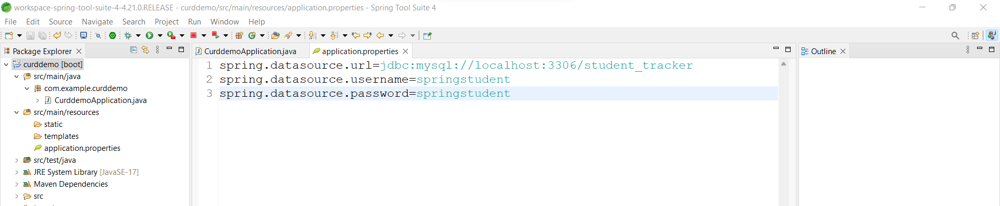 workspace-spring-tool-suite-4-4.21.0.RELEASE - curddemo/src/main/resources/application.properties - Spring Tool Suite 4
File Edit Source Navigate Search Project Run Window Help
Package Explorer
curddemo [boot]
src/main/java
com.example.curddemo
CurddemoApplication.java
src/main/resources
static
templates
application.properties
src/test/java
JRE System Library [JavaSE-17]
Maven Dependencies
src
CurddemoApplication.java
application.properties
1 spring.datasource.url=jdbc:mysql://localhost:3306/student_tracker
2 spring.datasource.username=springstudent
3 spring.datasource.password=springstudent
Outline